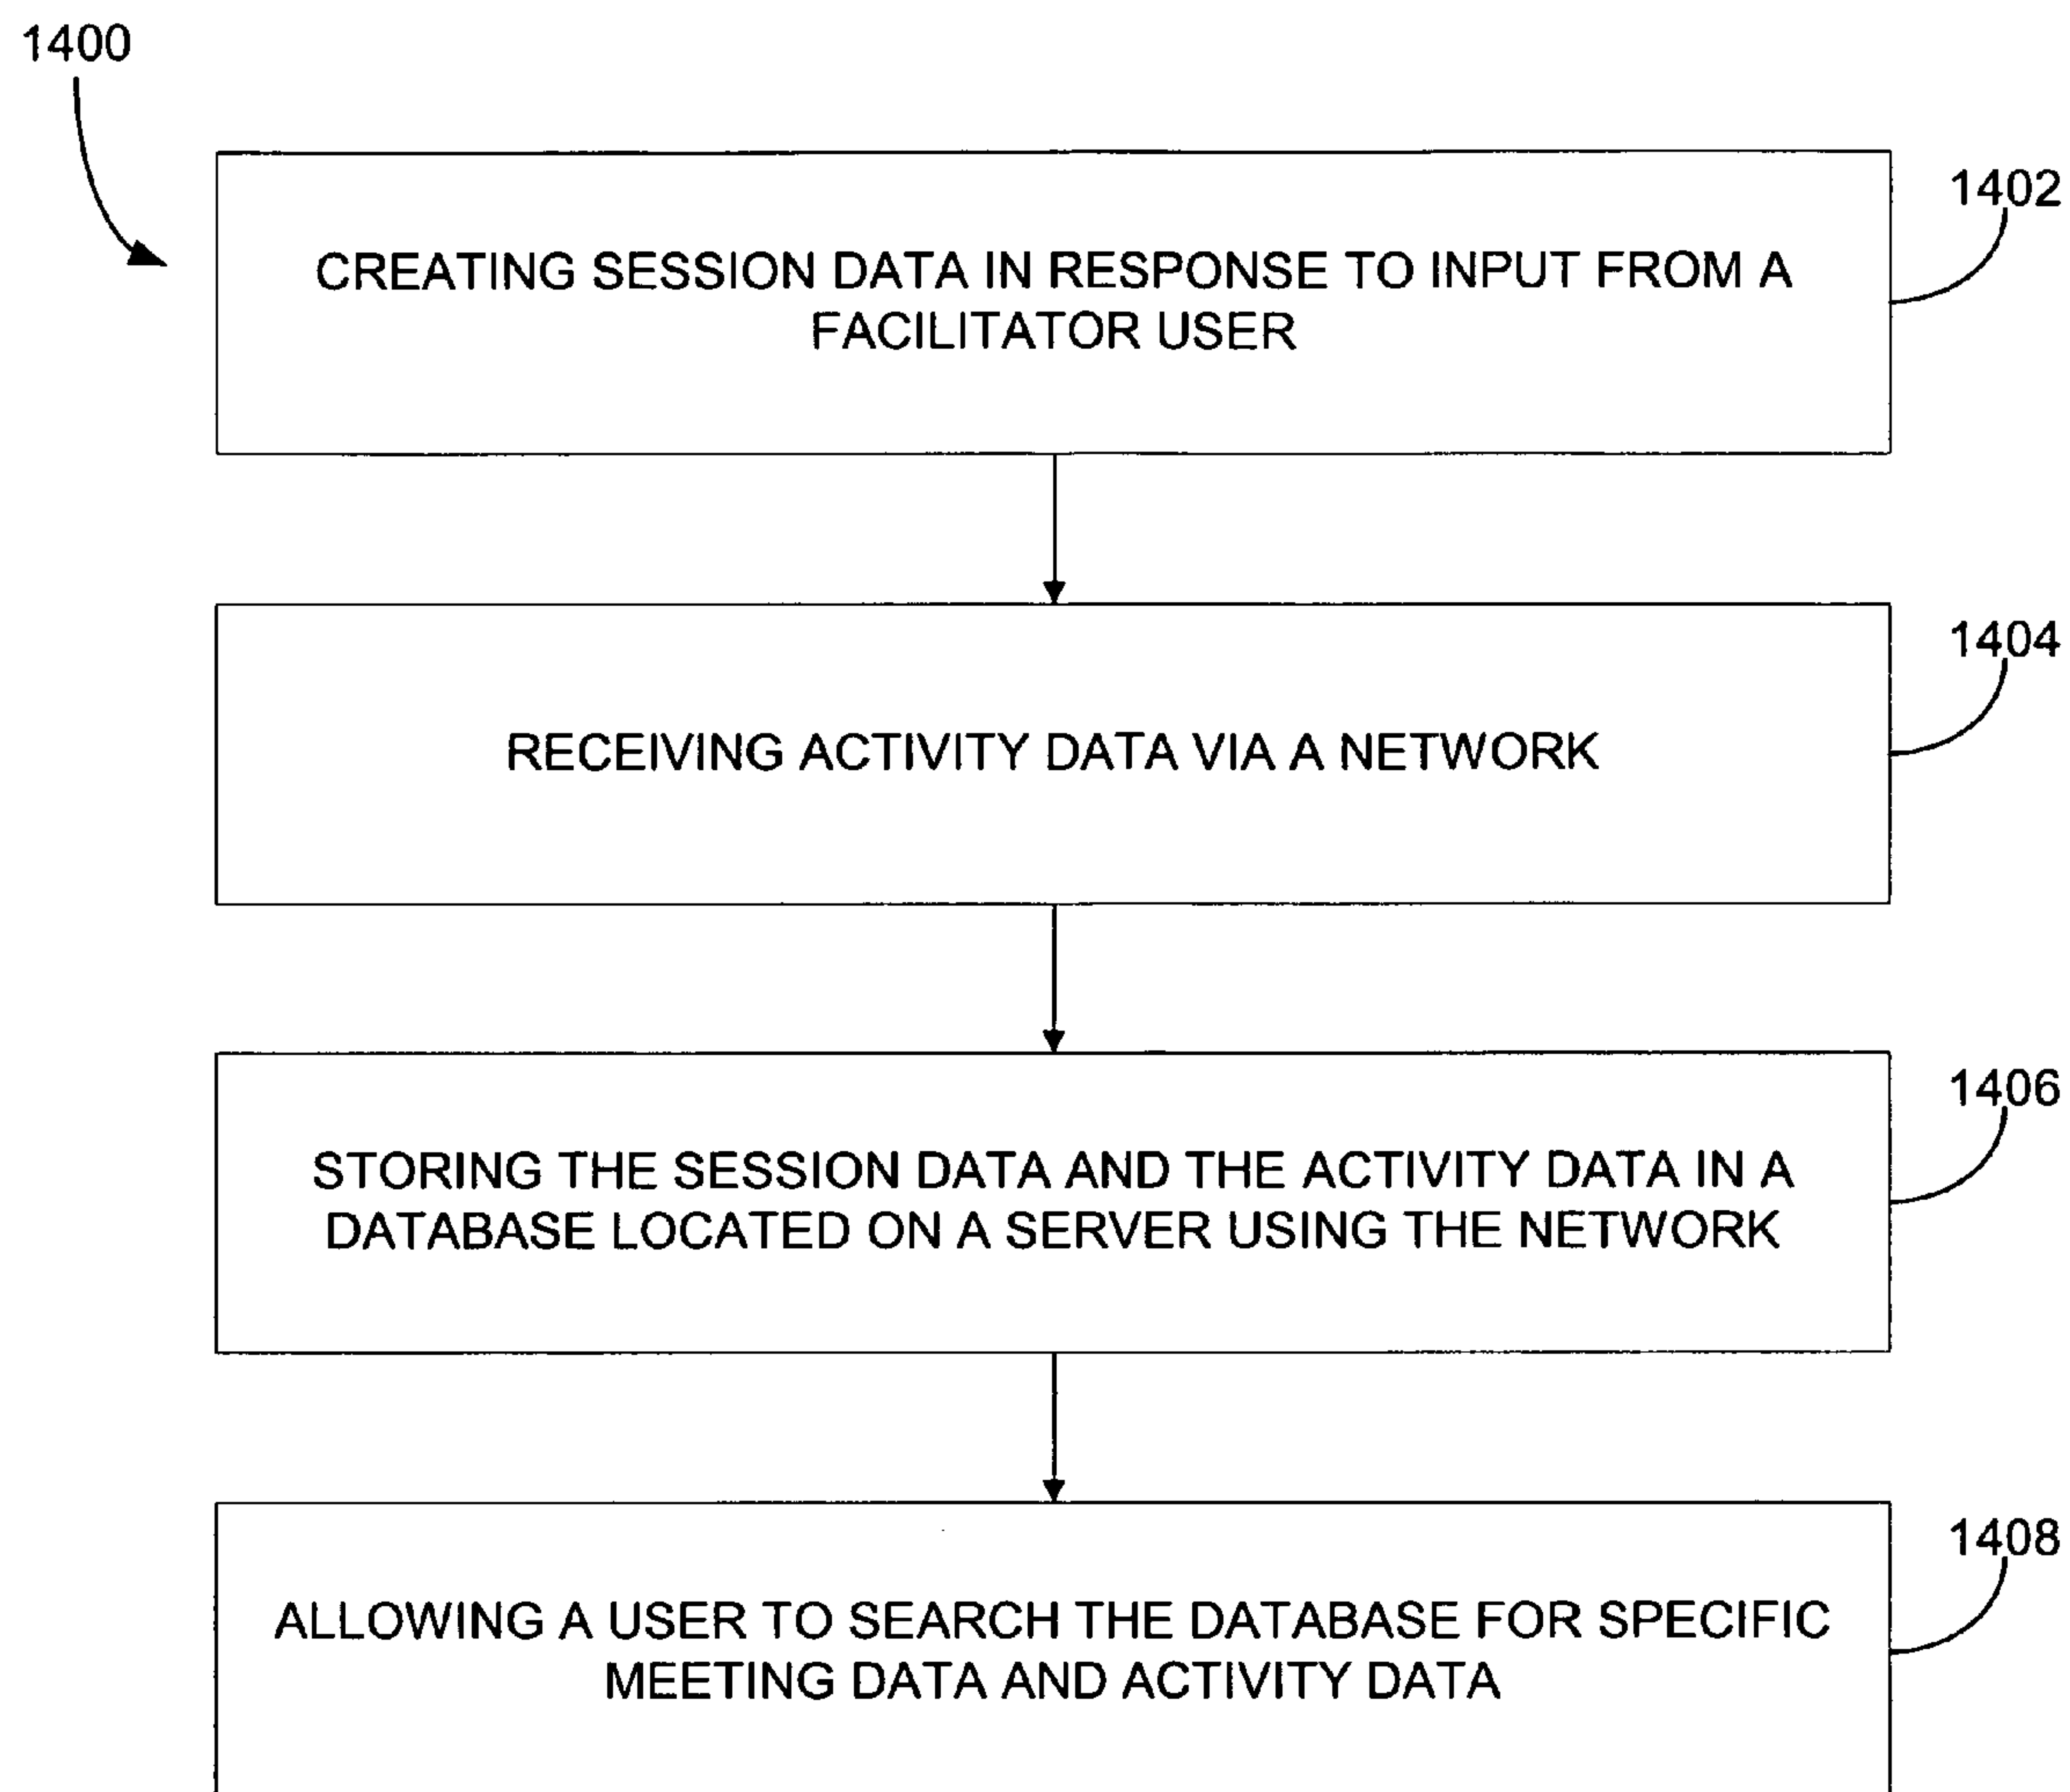 1400
1402
CREATING SESSION DATA IN RESPONSE TO INPUT FROM A
FACILITATOR USER
1404
RECEIVING ACTIVITY DATA VIA A NETWORK
1406
STORING THE SESSION DATA AND THE ACTIVITY DATA IN A
DATABASE LOCATED ON A SERVER USING THE NETWORK
1408
ALLOWING A USER TO SEARCH THE DATABASE FOR SPECIFIC
MEETING DATA AND ACTIVITY DATA